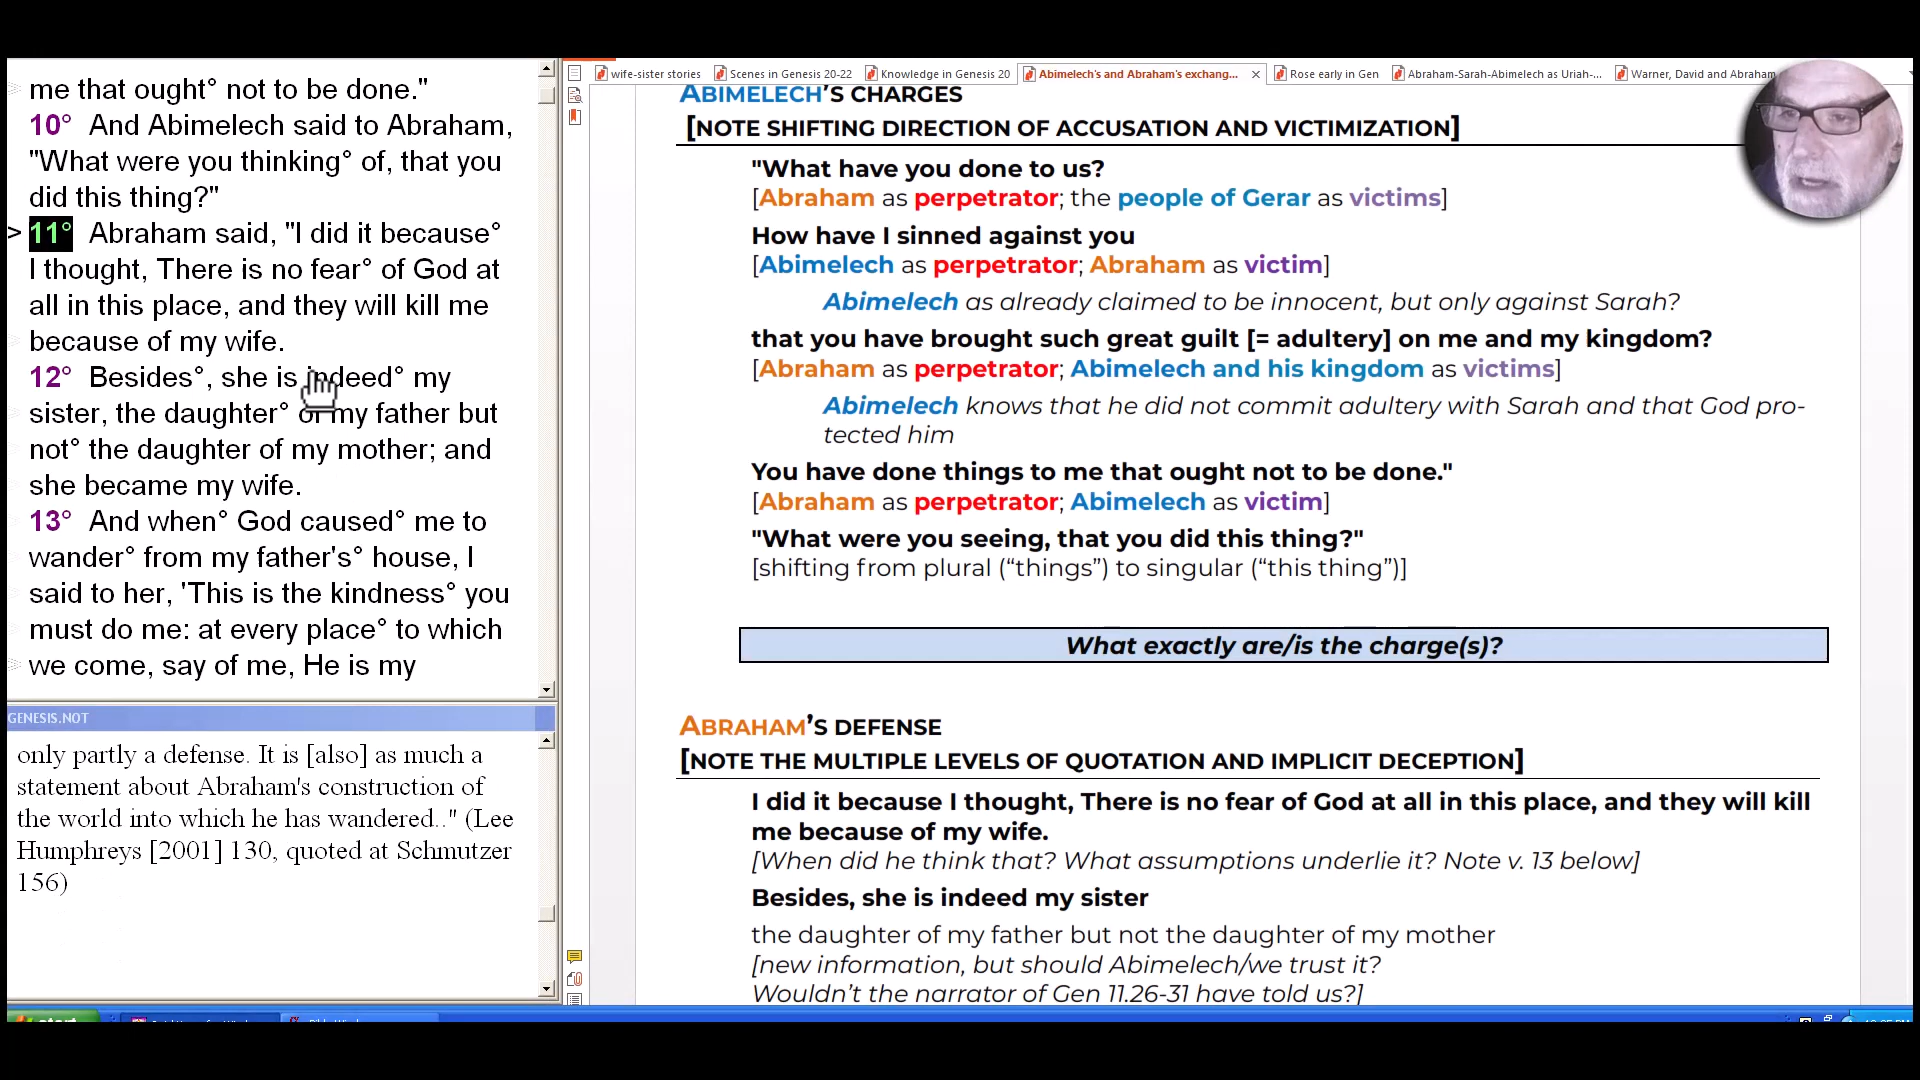 me that ought° not to be done."
10° And Abimelech said to Abraham,
"What were you thinking° of, that you
did this thing?"
> 11° Abraham said, "I did it because°
I thought, There is no fear° of God at
all in this place, and they will kill me
because of my wife.
12° Besides°, she is indeed° my
sister, the daughter° of my father but
not° the daughter of my mother; and
she became my wife.
13° And when° God caused° me to
wander° from my father's° house, I
said to her, 'This is the kindness° you
must do me: at every place° to which
we come, say of me, He is my
GENESIS.NOT
only partly a defense. It is [also] as much a
statement about Abraham's construction of
the world into which he has wandered.." (Lee
Humphreys [2001] 130, quoted at Schmutzer
156)
wife-sister stories
Scenes in Genesis 20-22
Knowledge in Genesis 20
Abimelech's and Abraham's exchang...
Rose early in Gen
Abraham-Sarah-Abimelech as Uriah-...
Warner, David and Abraham
ABIMELECH'S CHARGES
[NOTE SHIFTING DIRECTION OF ACCUSATION AND VICTIMIZATION]
"What have you done to us?
[Abraham as perpetrator; the people of Gerar as victims]
How have I sinned against you
[Abimelech as perpetrator; Abraham as victim]
Abimelech as already claimed to be innocent, but only against Sarah?
that you have brought such great guilt [= adultery] on me and my kingdom?
[Abraham as perpetrator; Abimelech and his kingdom as victims]
Abimelech knows that he did not commit adultery with Sarah and that God pro-
tected him
You have done things to me that ought not to be done."
[Abraham as perpetrator; Abimelech as victim]
"What were you seeing, that you did this thing?"
[shifting from plural (“things”) to singular (“this thing”)]
What exactly are/is the charge(s)?
ABRAHAM'S DEFENSE
[NOTE THE MULTIPLE LEVELS OF QUOTATION AND IMPLICIT DECEPTION]
I did it because I thought, There is no fear of God at all in this place, and they will kill
me because of my wife.
[When did he think that? What assumptions underlie it? Note v. 13 below]
Besides, she is indeed my sister
the daughter of my father but not the daughter of my mother
[new information, but should Abimelech/we trust it?
Wouldn't the narrator of Gen 11.26-31 have told us?]
start